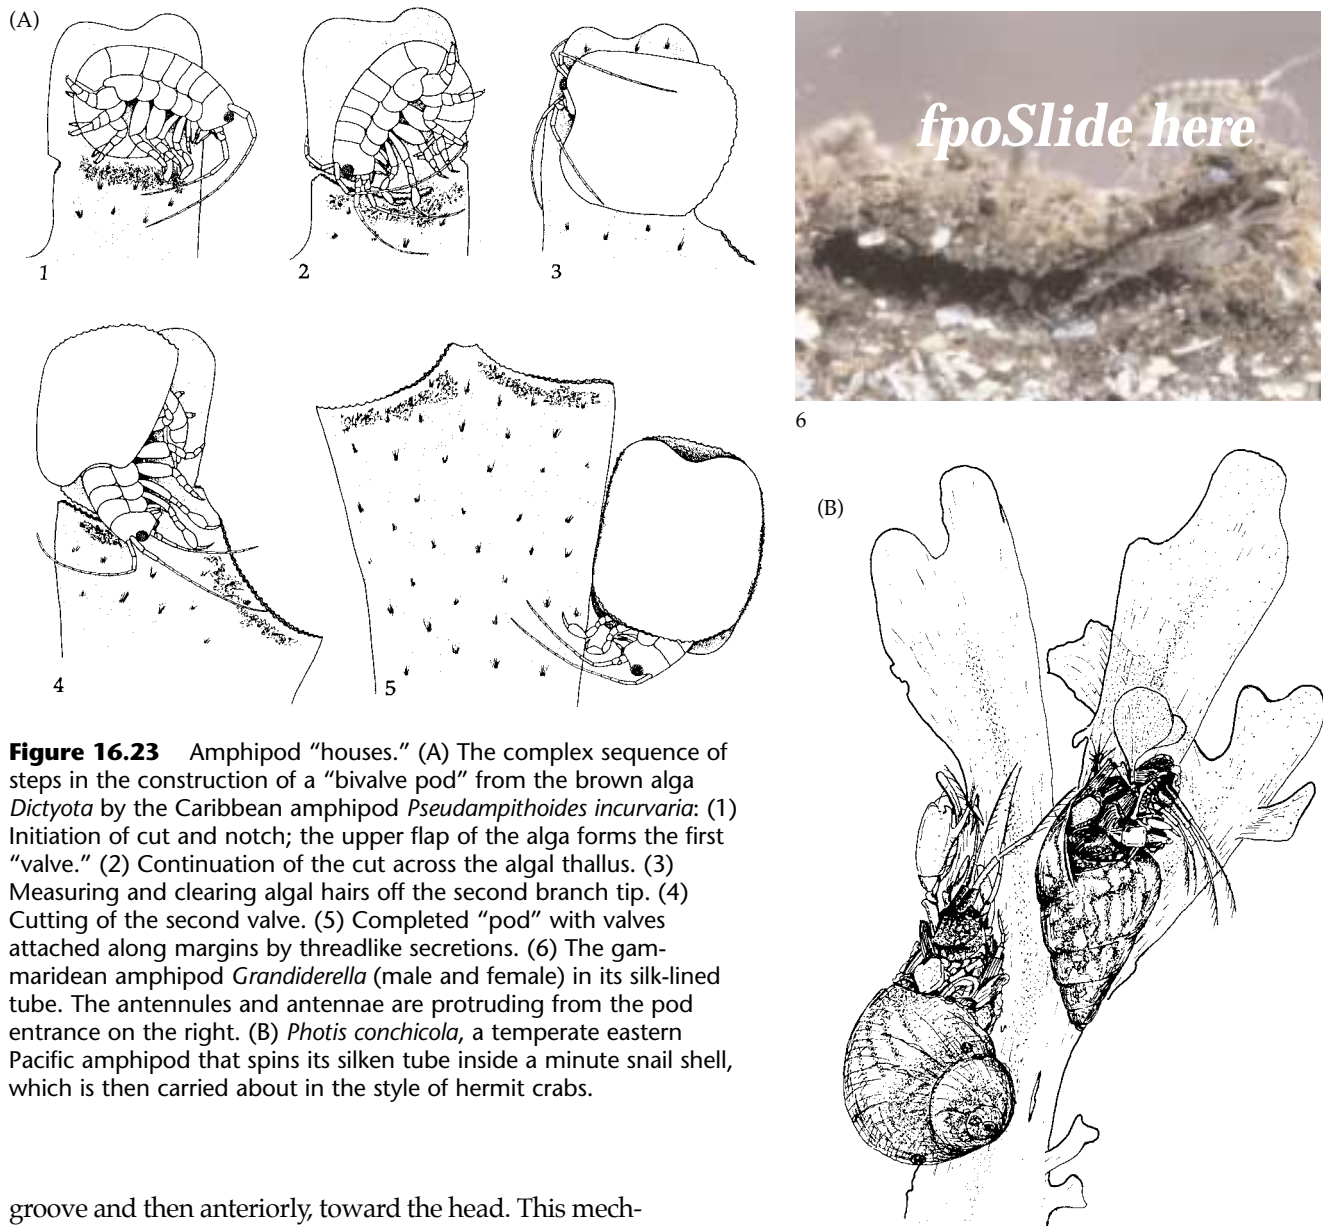 (A)
1
2
3
4
5
fpoSlide here
6
(B)
Figure 16.23 Amphipod “houses.” (A) The complex sequence of
steps in the construction of a “bivalve pod” from the brown alga
Dictyota by the Caribbean amphipod Pseudampithoides incurvaria: (1)
Initiation of cut and notch; the upper flap of the alga forms the first
“valve.” (2) Continuation of the cut across the algal thallus. (3)
Measuring and clearing algal hairs off the second branch tip. (4)
Cutting of the second valve. (5) Completed “pod” with valves
attached along margins by threadlike secretions. (6) The gam-
maridean amphipod Grandiderella (male and female) in its silk-lined
tube. The antennules and antennae are protruding from the pod
entrance on the right. (B) Photis conchicola, a temperate eastern
Pacific amphipod that spins its silken tube inside a minute snail shell,
which is then carried about in the style of hermit crabs.
groove and then anteriorly, toward the head. This mech-